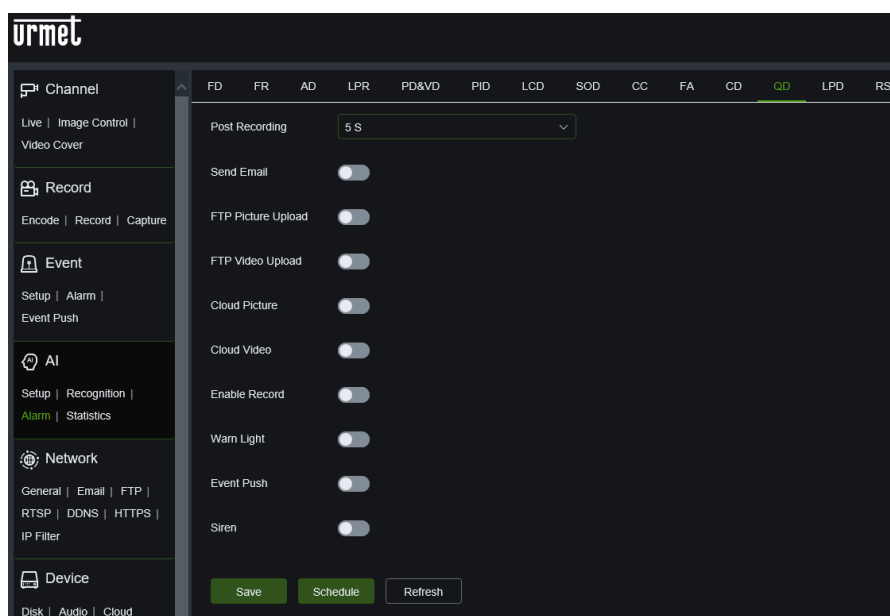 urmet
Channel
Live | Image Control |
Video Cover
Record
Encode | Record | Capture
Event
Setup | Alarm |
Event Push
AI
Setup | Recognition |
Alarm | Statistics
Network
General | Email | FTP |
RTSP | DDNS | HTTPS |
IP Filter
Device
Disk | Audio | Cloud
FD FR AD LPR PD&VD PID LCD SOD CC FA CD QD LPD RS
Post Recording 5 S
Send Email
FTP Picture Upload
FTP Video Upload
Cloud Picture
Cloud Video
Enable Record
Warn Light
Event Push
Siren
Save Schedule Refresh